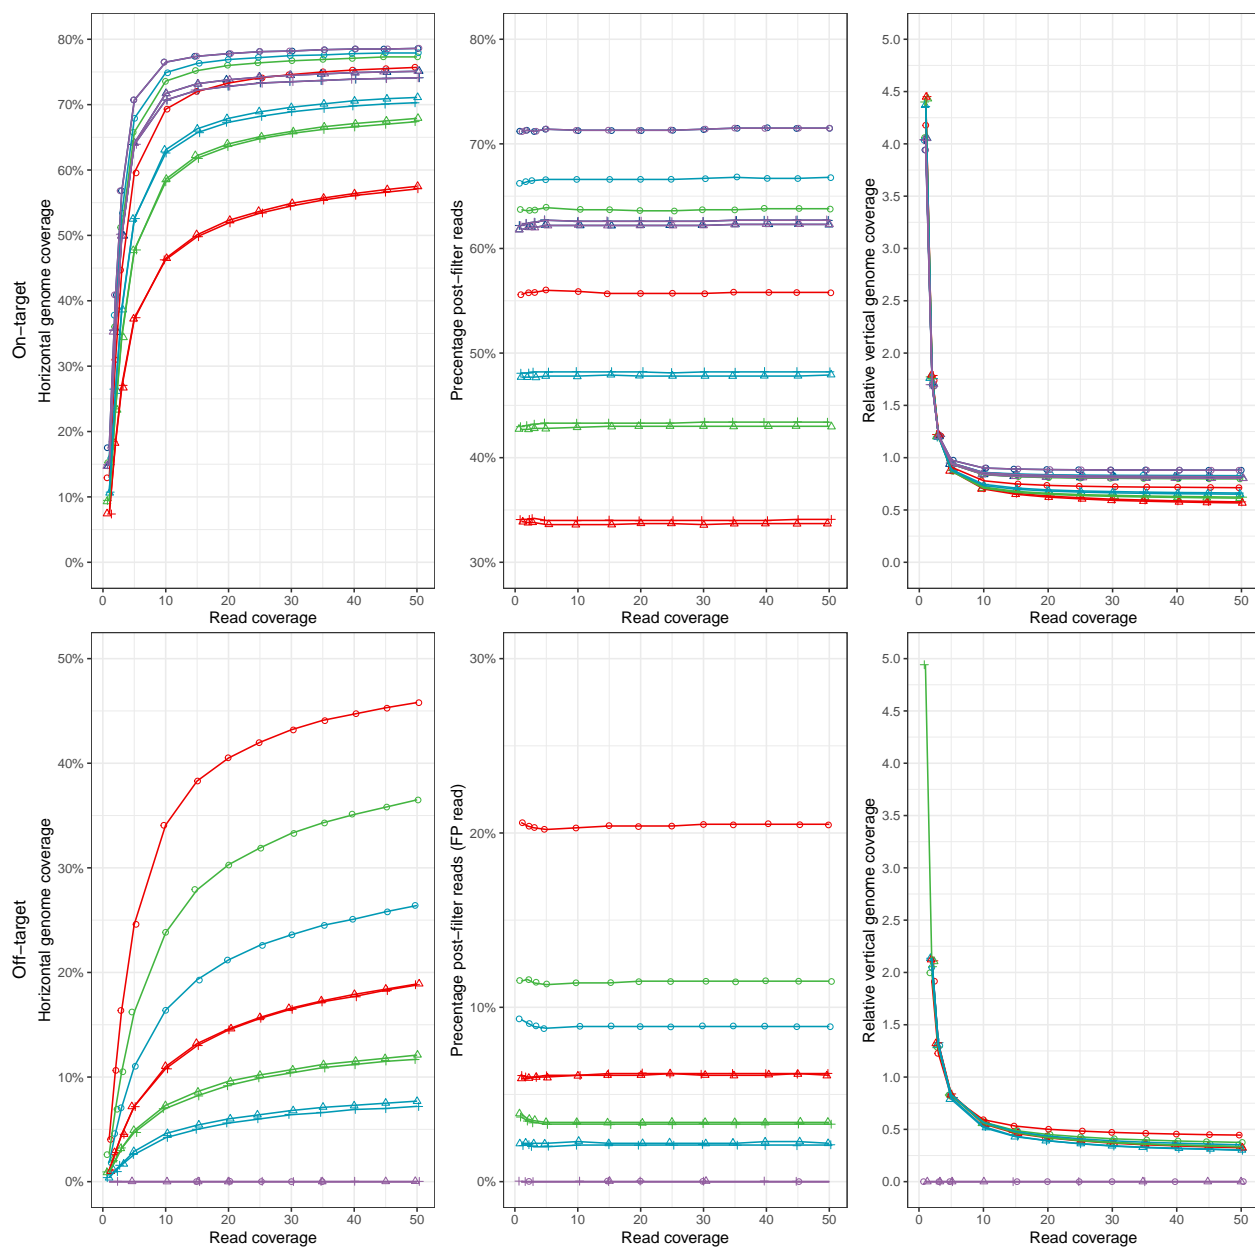 On−target
Horizontal genome coverage
80%
70%
60%
50%
40%
30%
20%
10%
0%
0 10 20 30 40 50
Read coverage
Precentage post−filter reads
80%
70%
60%
50%
40%
30%
0 10 20 30 40 50
Read coverage
Relative vertical genome coverage
5.0
4.5
4.0
3.5
3.0
2.5
2.0
1.5
1.0
0.5
0.0
0 10 20 30 40 50
Read coverage
Off−target
Horizontal genome coverage
50%
40%
30%
20%
10%
0%
0 10 20 30 40 50
Read coverage
Precentage post−filter reads (FP read)
30%
20%
10%
0%
0 10 20 30 40 50
Read coverage
Relative vertical genome coverage
5.0
4.5
4.0
3.5
3.0
2.5
2.0
1.5
1.0
0.5
0.0
0 10 20 30 40 50
Read coverage